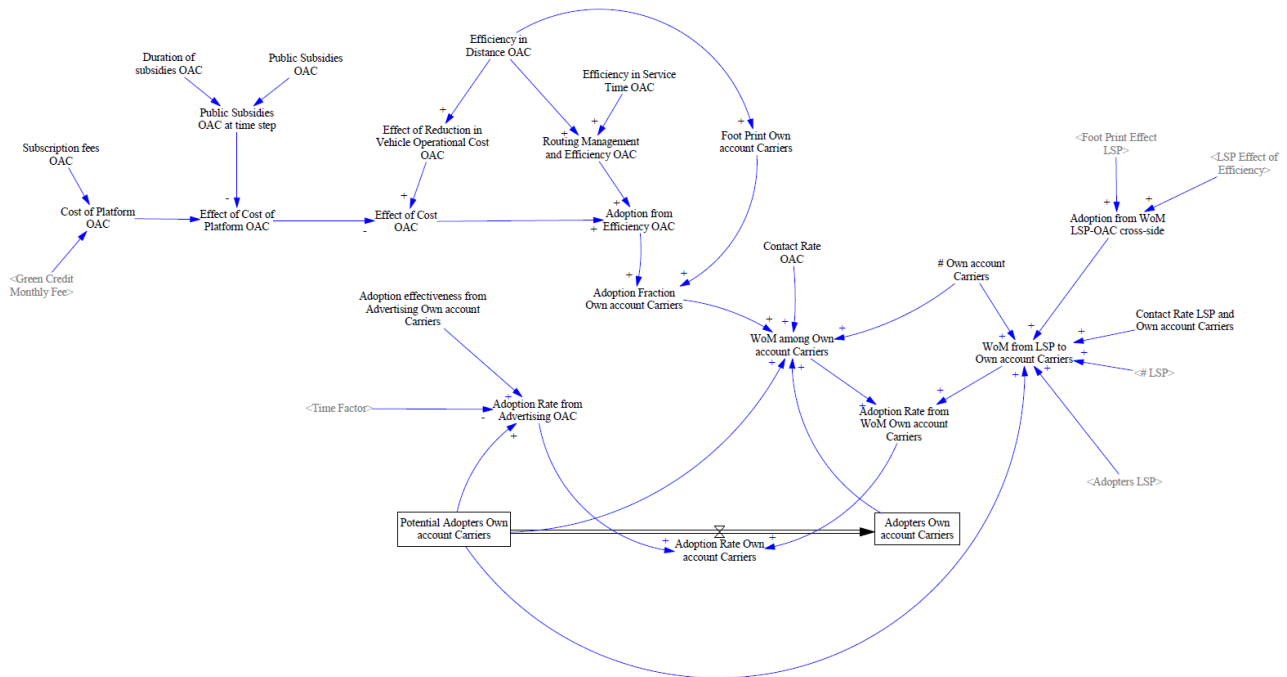 Efficiency in
Distance OAC
Duration of
subsidies OAC
Public Subsidies
OAC
Efficiency in Service
Time OAC
Public Subsidies
OAC at time step
Effect of Reduction in
Vehicle Operational Cost
OAC
Routing Management
and Efficiency OAC
Foot Print Own
account Carriers
Subscription fees
OAC
<Foot Print Effect
LSP>
<LSP Effect of
Efficiency>
Cost of Platform
OAC
Effect of Cost of
Platform OAC
Effect of Cost
OAC
Adoption from
Efficiency OAC
Adoption from WoM
LSP-OAC cross-side
<Green Credit
Monthly Fee>
Contact Rate
OAC
# Own account
Carriers
Adoption effectiveness from
Advertising Own account
Carriers
Adoption Fraction
Own account Carriers
Contact Rate LSP and
Own account Carriers
WoM among Own
account Carriers
WoM from LSP to
Own account Carriers
<# LSP>
<Time Factor>
Adoption Rate from
Advertising OAC
Adoption Rate from
WoM Own account
Carriers
<Adopters LSP>
Potential Adopters Own
account Carriers
Adoption Rate Own
account Carriers
Adopters Own
account Carriers